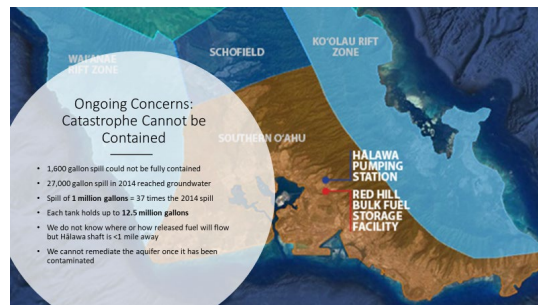 SCHOFIELD
KO'OLAU RIFT
ZONE
WAI'ANAE
RIFT ZONE
Ongoing Concerns:
Catastrophe Cannot be
Contained
SOUTHERN O'AHU
HĀLAWA
PUMPING
STATION
RED HILL
BULK FUEL
STORAGE
FACILITY
• 1,600 gallon spill could not be fully contained
• 27,000 gallon spill in 2014 reached groundwater
• Spill of 1 million gallons = 37 times the 2014 spill
• Each tank holds up to 12.5 million gallons
• We do not know where or how released fuel will flow
but Hālawa shaft is <1 mile away
• We cannot remediate the aquifer once it has been
contaminated